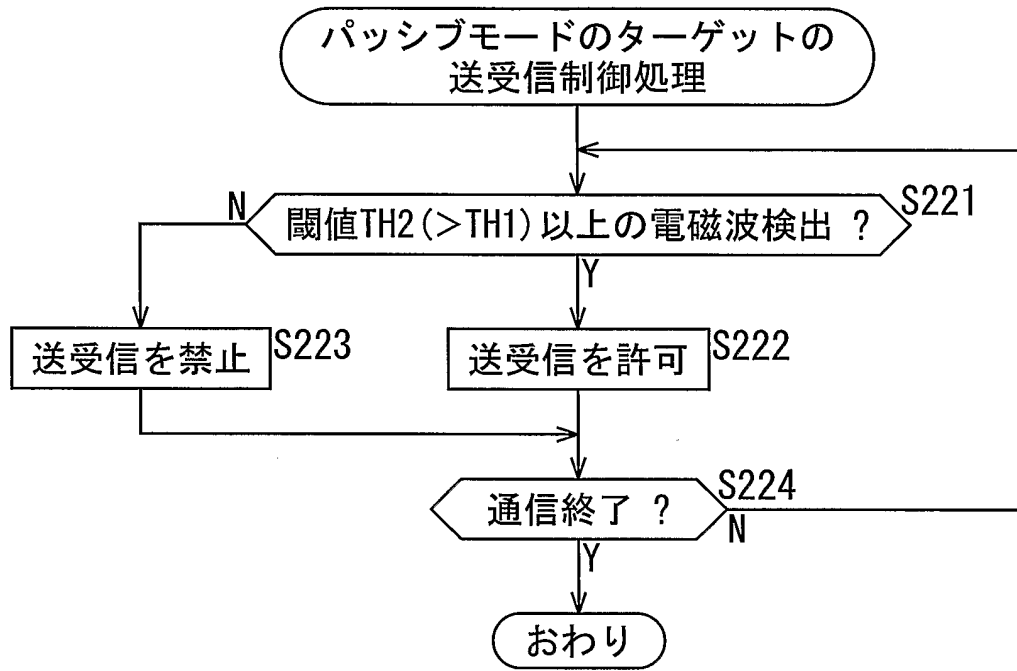 パッシブモードのターゲットの
送受信制御処理
N
閾値TH2(>TH1)以上の電磁波検出 ?
S221
Y
送受信を禁止
S223
送受信を許可
S222
通信終了 ?
S224
N
Y
おわり